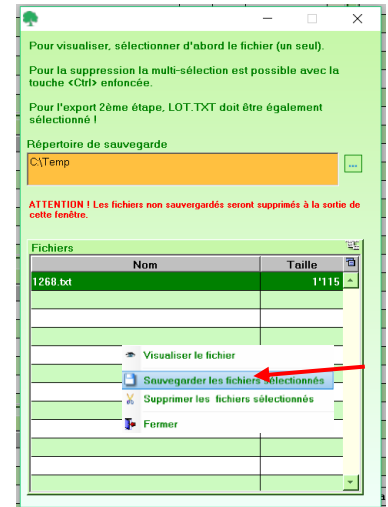 Pour visualiser, sélectionner d'abord le fichier (un seul).
Pour la suppression la multi-sélection est possible avec la
touche <Ctrl> enfoncée.
Pour l'export 2ème étape, LOT.TXT doit être également
sélectionné !
Répertoire de sauvegarde
C:\Temp
...
ATTENTION ! Les fichiers non sauvergardés seront supprimés à la sortie de
cette fenêtre.
Fichiers
Nom Taille
1268.txt 1'115
Visualiser le fichier
Sauvegarder les fichiers sélectionnés
Supprimer les fichiers sélectionnés
Fermer